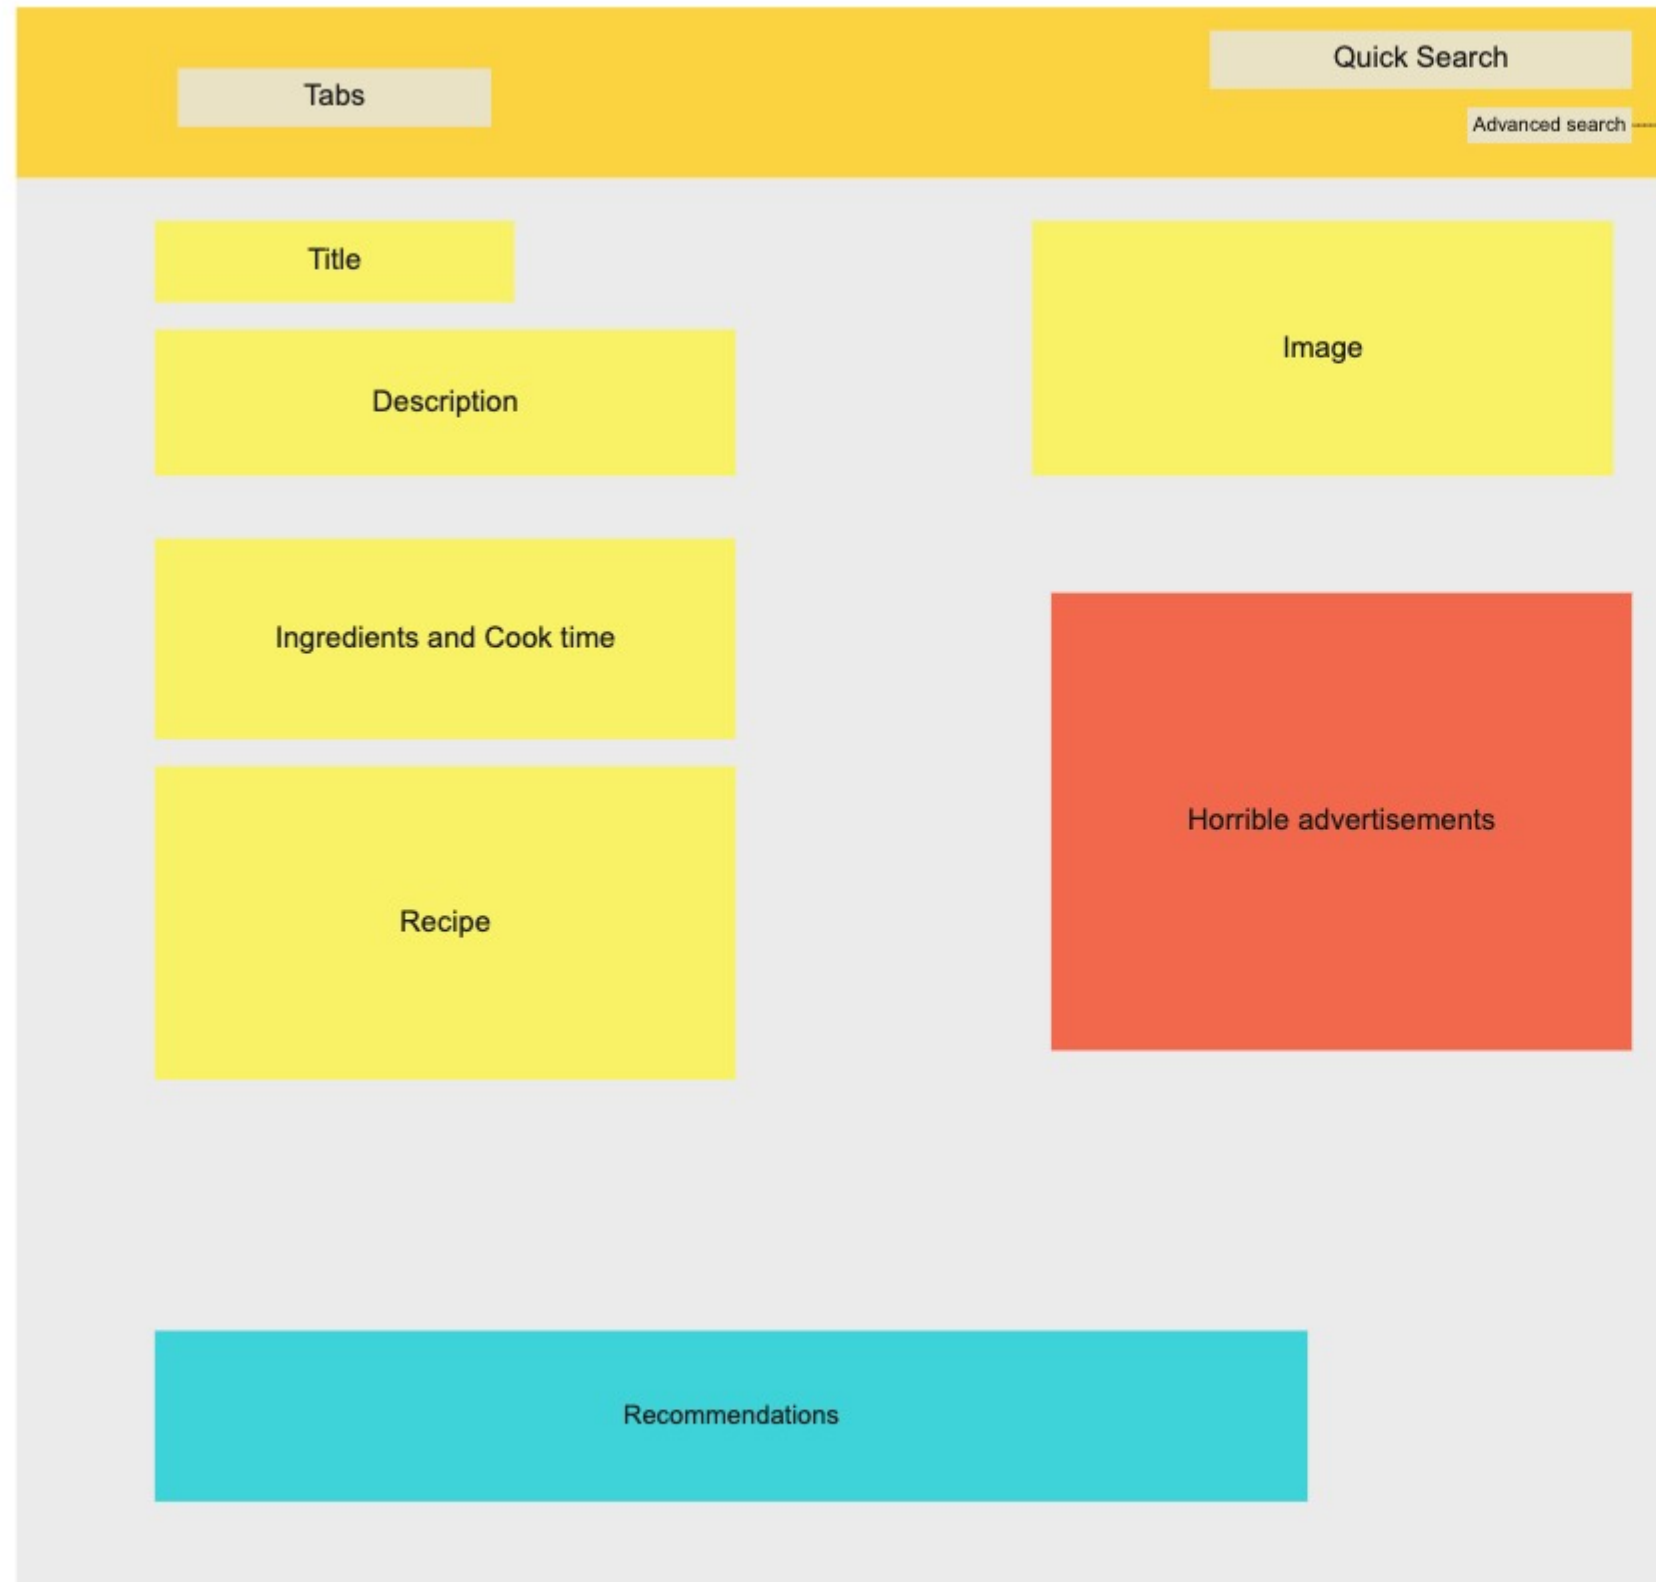 Tabs
Quick Search
Advanced search
Title
Description
Image
Ingredients and Cook time
Recipe
Horrible advertisements
Recommendations